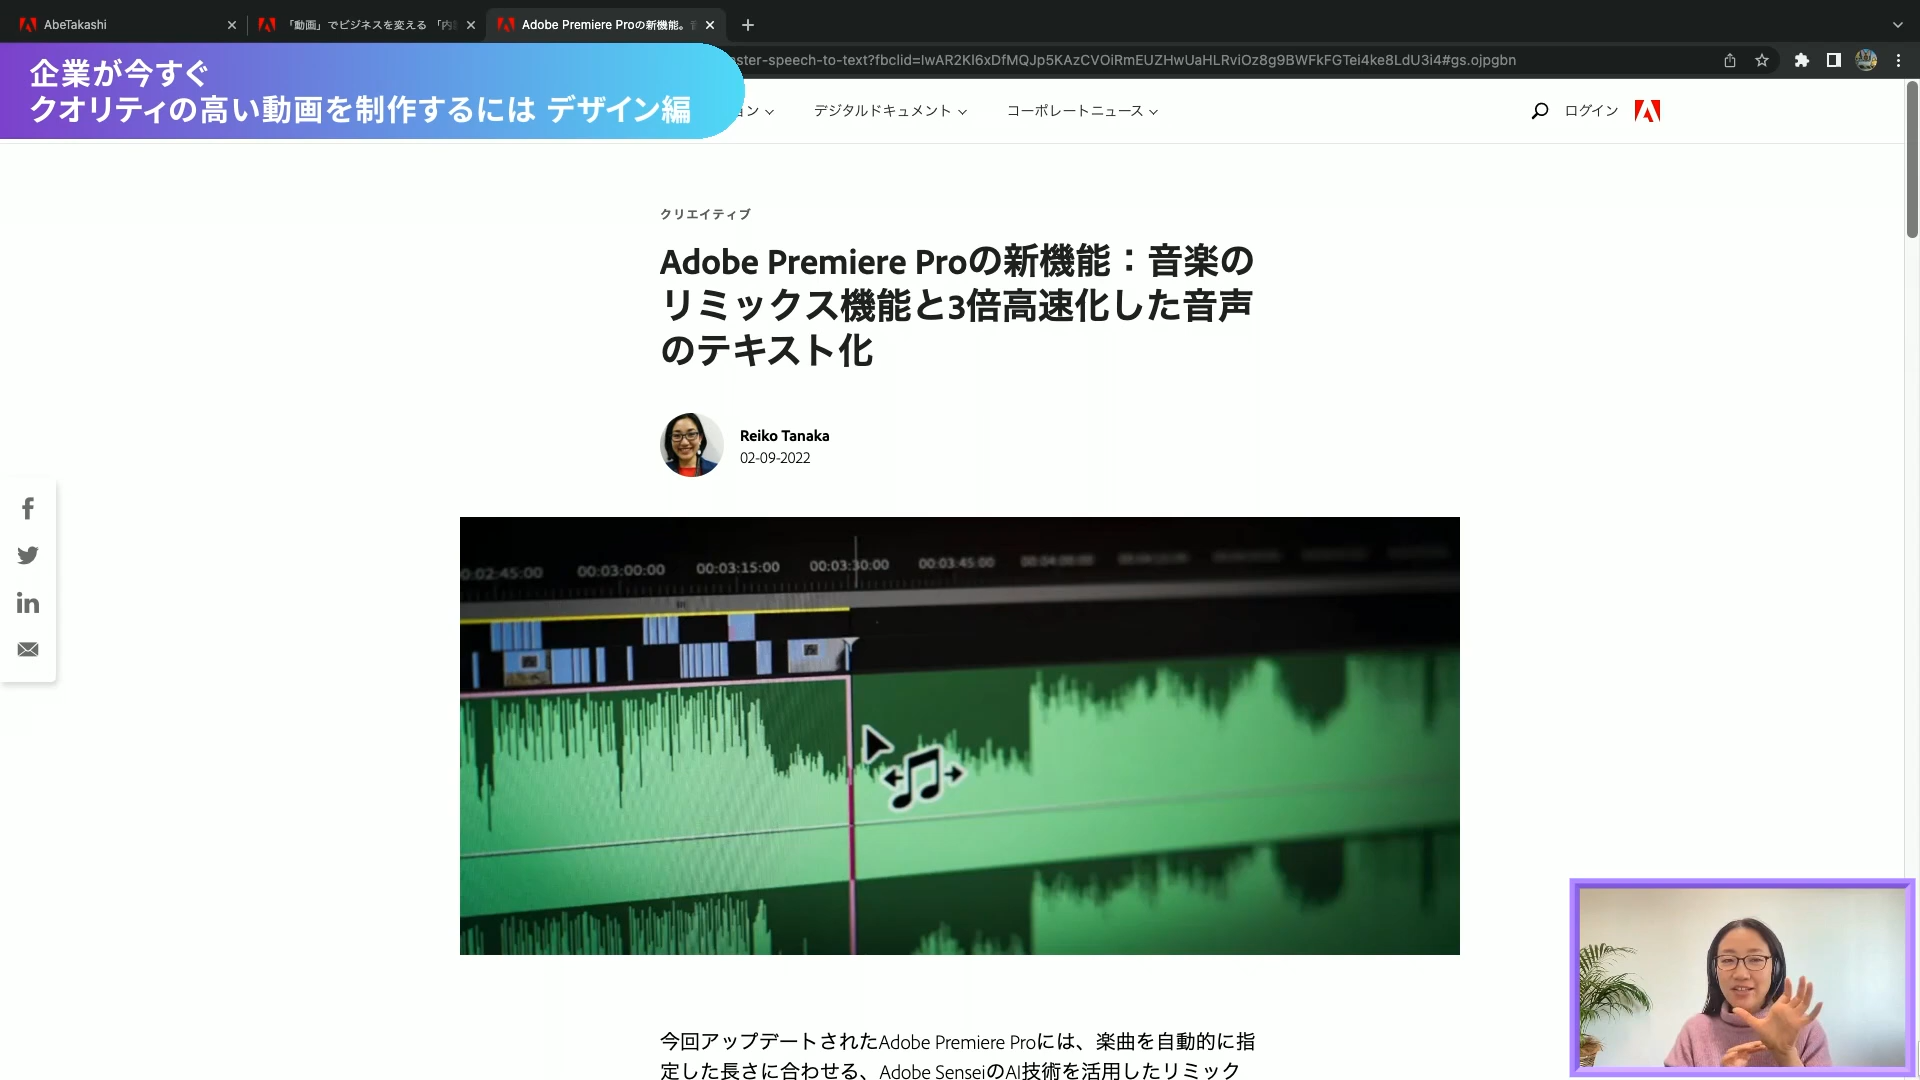 AbeTakashi
「動画」でビジネスを変える 「内
Adobe Premiere Proの新機能。
企業が今すぐ
クオリティの高い動画を制作するには デザイン編
ster-speech-to-text?fbclid=IwAR2KI6xDfMQJp5KAzCVOiRmEUZHwUaHLRviOz8g9BWFkFGTei4ke8LdU3i4#gs.ojpgbn
ョン
デジタルドキュメント
コーポレートニュース
ログイン
クリエイティブ
Adobe Premiere Proの新機能：音楽の
リミックス機能と3倍高速化した音声
のテキスト化
Reiko Tanaka
02-09-2022
0:02:45:00
00:03:00:00
00:03:15:00
00:03:30:00
00:03:45:00
今回アップデートされたAdobe Premiere Proには、楽曲を自動的に指
定した長さに合わせる、Adobe SenseiのAI技術を活用したリミック